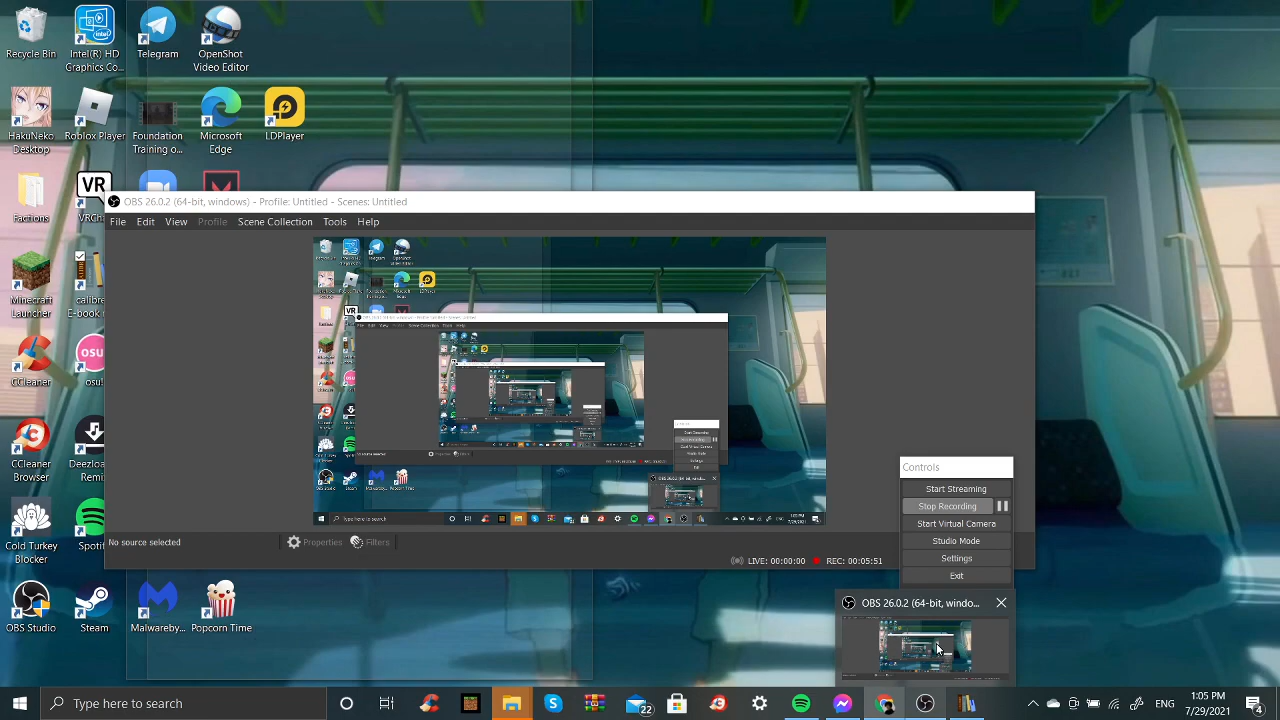 Recycle Bin
Intel(R) HD
Graphics Co...
Telegram
OpenShot
Video Editor
HakuNeko
Desktop
Roblox Player
Foundation
Training o...
Microsoft
Edge
LDPlayer
Factions
VR
VRCh
OBS 26.0.2 (64-bit, windows) - Profile: Untitled - Scenes: Untitled
File Edit View Profile Scene Collection Tools Help
Minecraft
Launcher
calibre
E-book
CCleaner
osu!
osu!
CCleaner
Browser
Deezloa
Remix
Cold Turkey
Blocker
Spoti
OBS Studio
Steam
Malwareby...
Popcorn Time
No source selected
Properties
Filters
LIVE: 00:00:00
REC: 00:05:51
Controls
Start Streaming
Stop Recording
Start Virtual Camera
Studio Mode
Settings
Exit
OBS 26.0.2 (64-bit, windo...
Type here to search
22
ENG
1:05 PM
7/29/2021
4